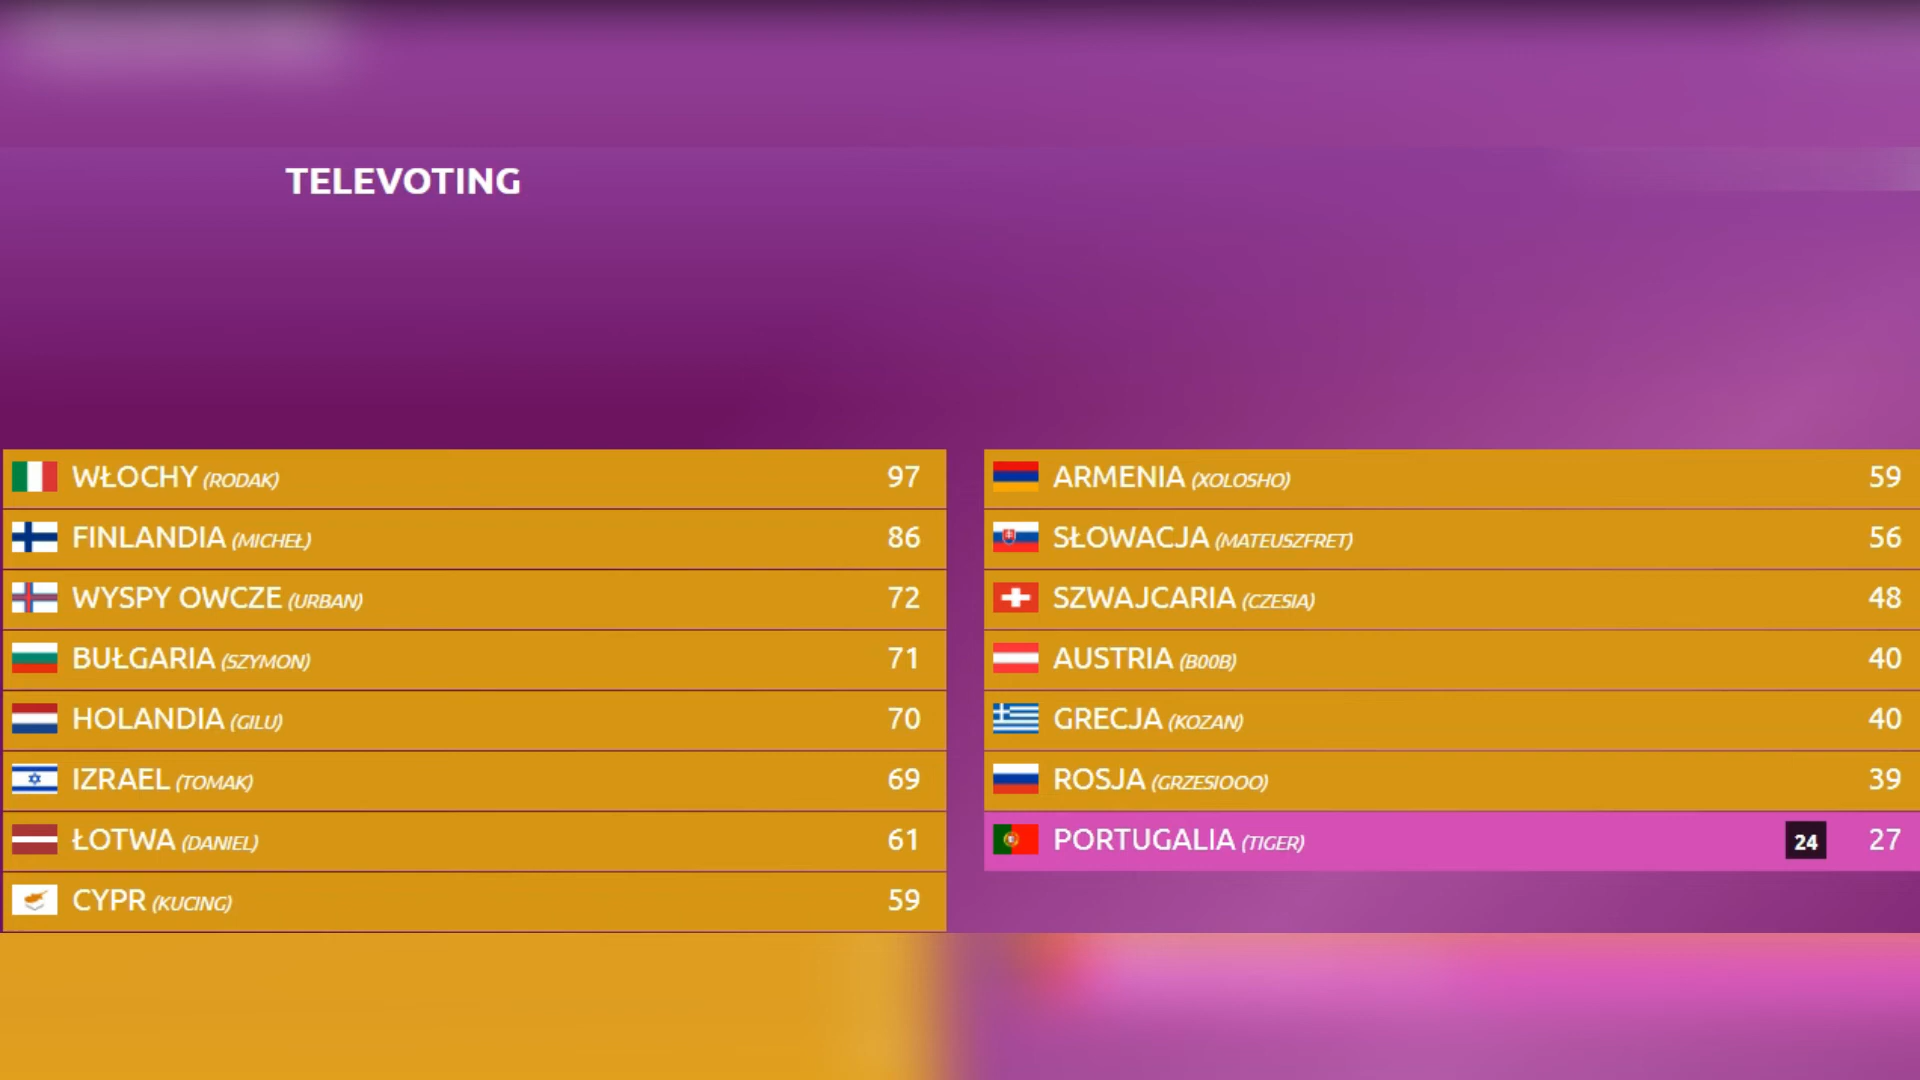 TELEVOTING
WŁOCHY (RODAK) 97
FINLANDIA (MICHEŁ) 86
WYSPY OWCZE (URBAN) 72
BUŁGARIA (SZYMON) 71
HOLANDIA (GILU) 70
IZRAEL (TOMAK) 69
ŁOTWA (DANIEL) 61
CYPR (KUCING) 59
ARMENIA (XOLOSHO) 59
SŁOWACJA (MATEUSZFRET) 56
SZWAJCARIA (CZESIA) 48
AUSTRIA (B00B) 40
GRECJA (KOZAN) 40
ROSJA (GRZESIOOO) 39
PORTUGALIA (TIGER) 24 27